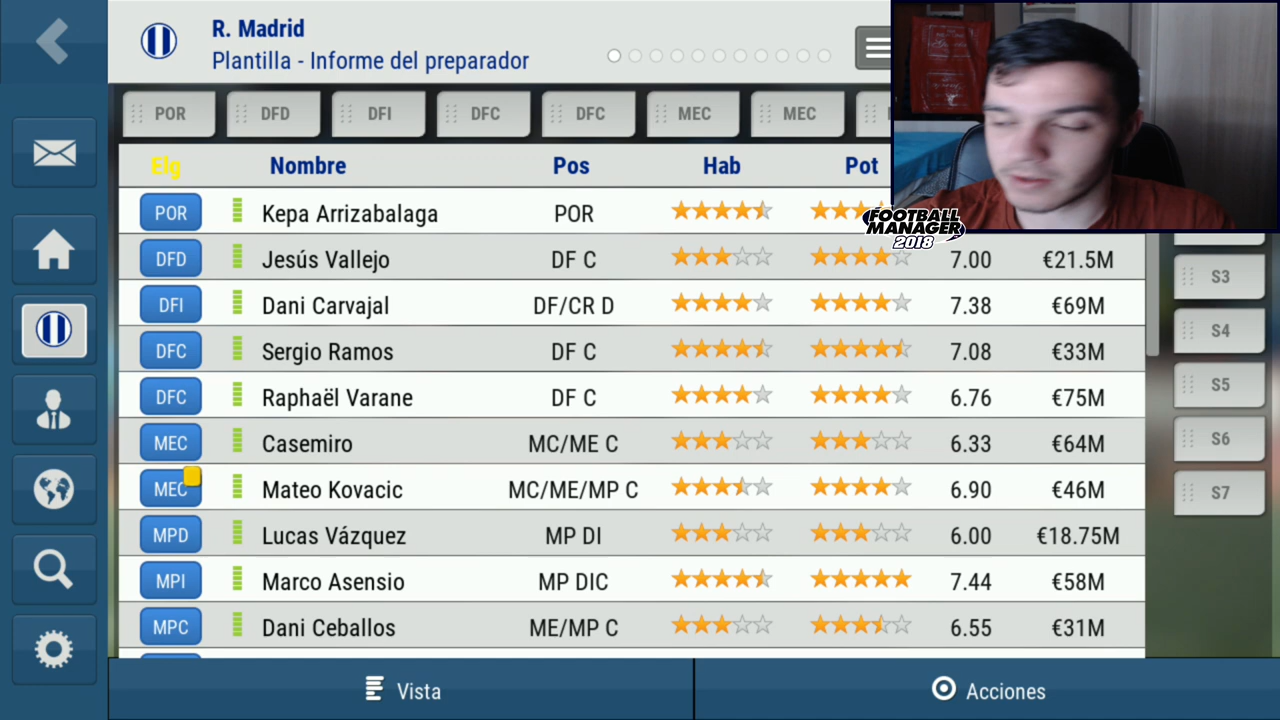 R. Madrid
Plantilla - Informe del preparador
POR DFD DFI DFC DFC MEC MEC
Elg Nombre Pos Hab Pot
POR Kepa Arrizabalaga POR
FOOTBALL
MANAGER
2018
DFD Jesús Vallejo DF C 7.00 €21.5M
S3
DFI Dani Carvajal DF/CR D 7.38 €69M
S4
DFC Sergio Ramos DF C 7.08 €33M
S5
DFC Raphaël Varane DF C 6.76 €75M
S6
MEC Casemiro MC/ME C 6.33 €64M
MEC Mateo Kovacic MC/ME/MP C 6.90 €46M
S7
MPD Lucas Vázquez MP DI 6.00 €18.75M
MPI Marco Asensio MP DIC 7.44 €58M
MPC Dani Ceballos ME/MP C 6.55 €31M
Vista Acciones